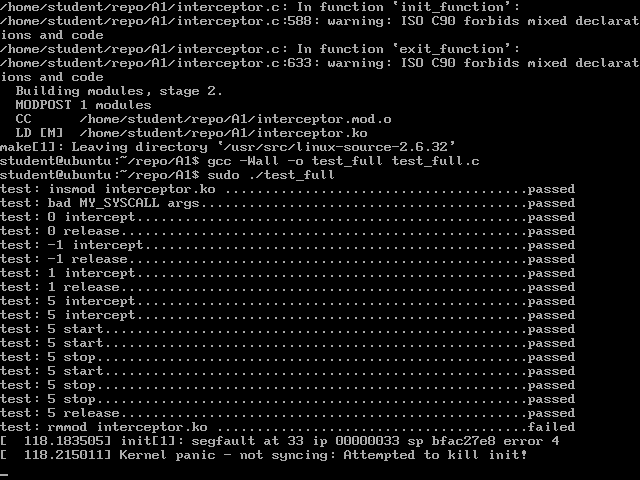 /home/student/repo/A1/interceptor.c: In function ‘init_function’:
/home/student/repo/A1/interceptor.c:588: warning: ISO C90 forbids mixed declarat
ions and code
/home/student/repo/A1/interceptor.c: In function ‘exit_function’:
/home/student/repo/A1/interceptor.c:633: warning: ISO C90 forbids mixed declarat
ions and code
  Building modules, stage 2.
  MODPOST 1 modules
  CC      /home/student/repo/A1/interceptor.mod.o
  LD [M]  /home/student/repo/A1/interceptor.ko
make[1]: Leaving directory ‘/usr/src/linux-source-2.6.32’
student@ubuntu:~/repo/A1$ gcc -Wall -o test_full test_full.c
student@ubuntu:~/repo/A1$ sudo ./test_full
test: insmod interceptor.ko ......................................passed
test: bad MY_SYSCALL args.........................................passed
test: 0 intercept.................................................passed
test: 0 release...................................................passed
test: -1 intercept................................................passed
test: -1 release..................................................passed
test: 1 intercept.................................................passed
test: 1 release...................................................passed
test: 5 intercept.................................................passed
test: 5 intercept.................................................passed
test: 5 start.....................................................passed
test: 5 start.....................................................passed
test: 5 stop......................................................passed
test: 5 start.....................................................passed
test: 5 stop......................................................passed
test: 5 stop......................................................passed
test: 5 release...................................................passed
test: rmmod interceptor.ko .......................................failed
[  118.183505] init[1]: segfault at 33 ip 00000033 sp bfac27e8 error 4
[  118.215011] Kernel panic - not syncing: Attempted to kill init!